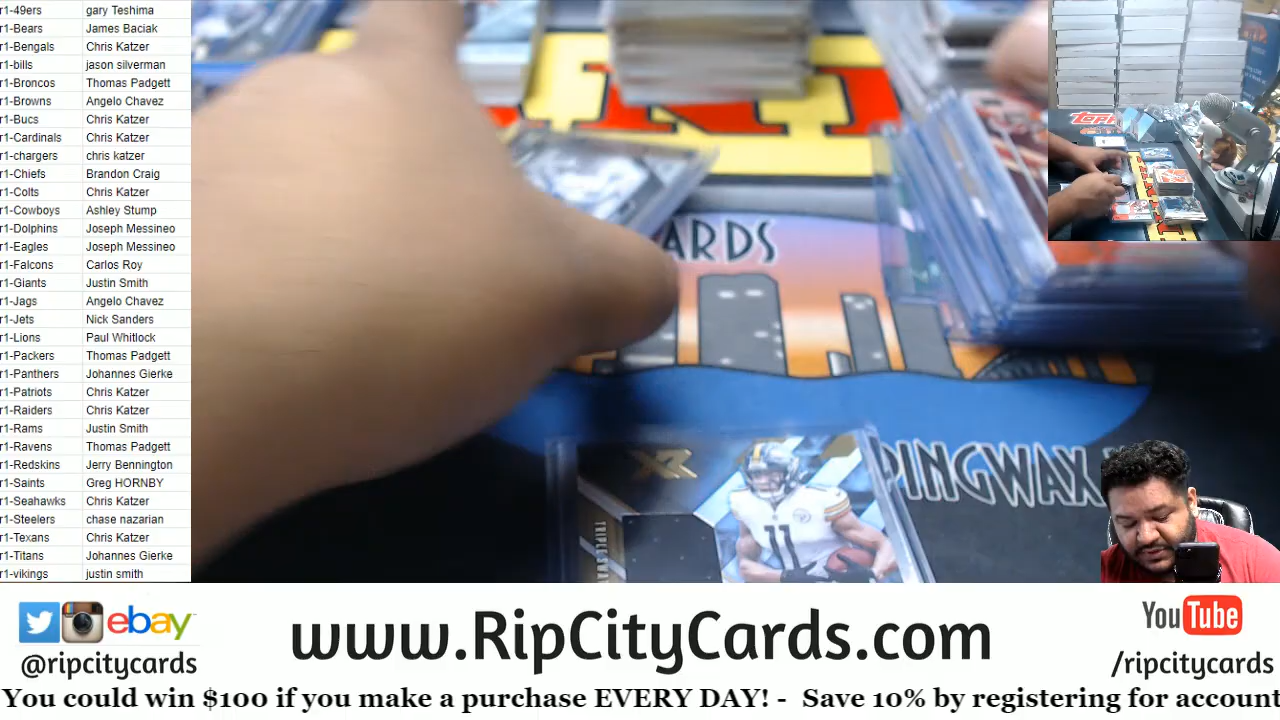 r1-49ers gary Teshima
r1-Bears James Baciak
r1-Bengals Chris Katzer
r1-bills jason silverman
r1-Broncos Thomas Padgett
r1-Browns Angelo Chavez
r1-Bucs Chris Katzer
r1-Cardinals Chris Katzer
r1-chargers chris katzer
r1-Chiefs Brandon Craig
r1-Colts Chris Katzer
r1-Cowboys Ashley Stump
r1-Dolphins Joseph Messineo
r1-Eagles Joseph Messineo
r1-Falcons Carlos Roy
r1-Giants Justin Smith
r1-Jags Angelo Chavez
r1-Jets Nick Sanders
r1-Lions Paul Whitlock
r1-Packers Thomas Padgett
r1-Panthers Johannes Gierke
r1-Patriots Chris Katzer
r1-Raiders Chris Katzer
r1-Rams Justin Smith
r1-Ravens Thomas Padgett
r1-Redskins Jerry Bennington
r1-Saints Greg HORNBY
r1-Seahawks Chris Katzer
r1-Steelers chase nazarian
r1-Texans Chris Katzer
r1-Titans Johannes Gierke
r1-vikings justin smith
TOPPS
ARDS
PINGWAX
XR
TRIPLE SWA
11
ebay
@ripcitycards
www.RipCityCards.com
YouTube
/ripcitycards
You could win $100 if you make a purchase EVERY DAY! - Save 10% by registering for account